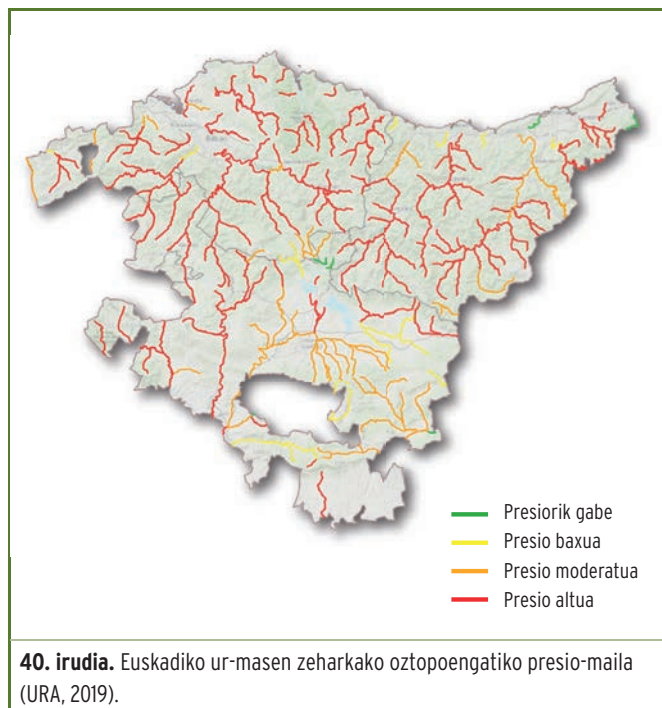 Presiorik gabe
Presio baxua
Presio moderatua
Presio altua
40. irudia. Euskadiko ur-masen zeharkako oztopoengatiko presio-maila
(URA, 2019).